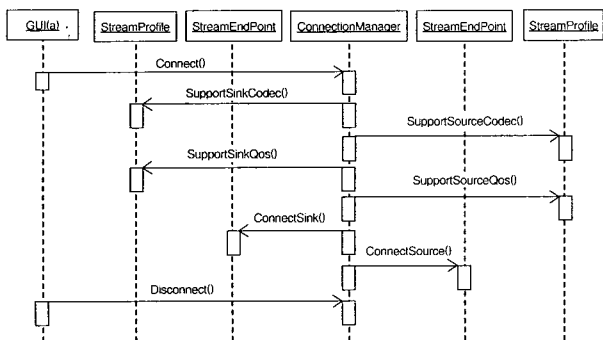 GUI(a) StreamProfile StreamEndPoint ConnectionManager StreamEndPoint StreamProfile
Connect()
SupportSinkCodec()
SupportSourceCodec()
SupportSinkQos()
SupportSourceQos()
ConnectSink()
ConnectSource()
Disconnect()